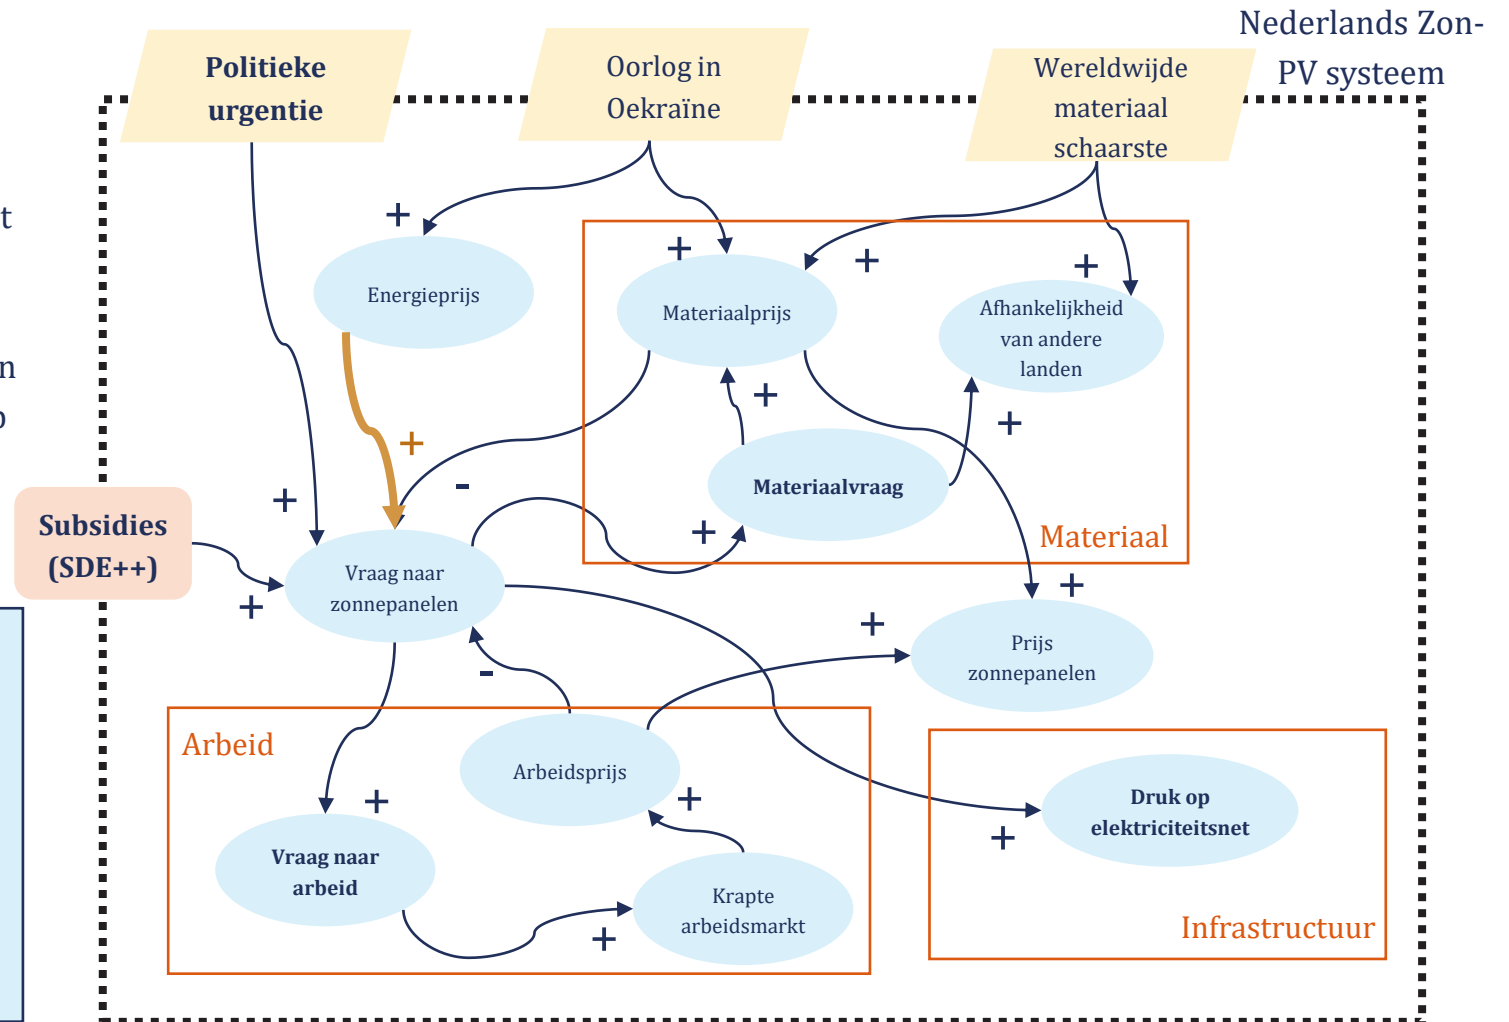 Nederlands Zon-
PV systeem
Politieke
urgentie
Oorlog in
Oekraïne
Wereldwijde
materiaal
schaarste
t
n
+
Energieprijs
+
Materiaalprijs
+
+
Afhankelijkheid
van andere
landen
+
+
+
-
Materiaalvraag
+
Materiaal
+
Subsidies
(SDE++)
+
Vraag naar
zonnepanelen
+
+
Prijs
zonnepanelen
-
Arbeid
Arbeidsprijs
+
+
Vraag naar
arbeid
Krapte
arbeidsmarkt
+
Druk op
elektriciteitsnet
+
Infrastructuur